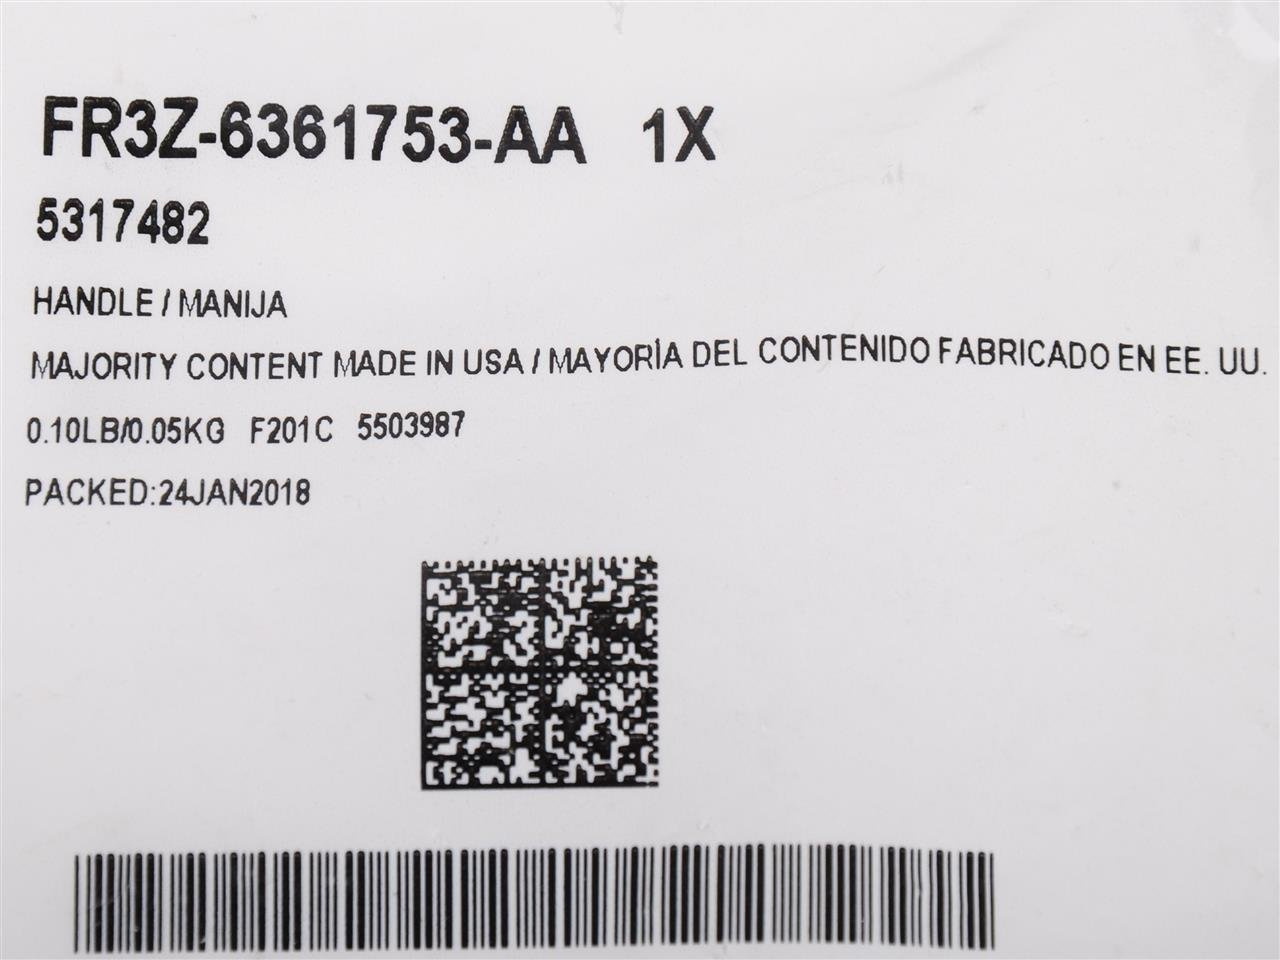 FR3Z-6361753-AA 1X
5317482
HANDLE / MANIJA
MAJORITY CONTENT MADE IN USA / MAYORÍA DEL CONTENIDO FABRICADO EN EE. UU.
0.10LB/0.05KG F201C 5503987
PACKED:24JAN2018